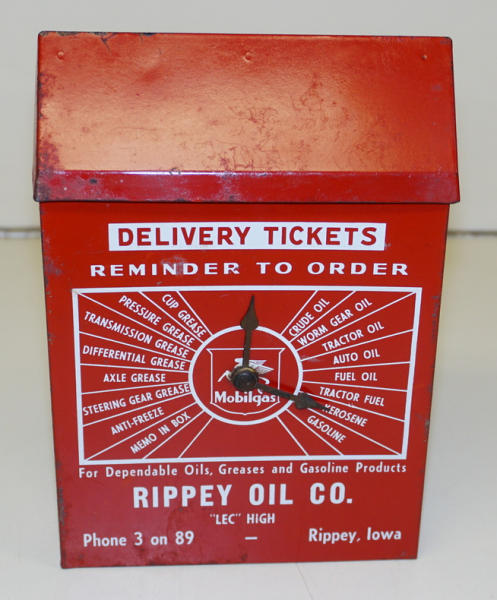 DELIVERY TICKETS
REMINDER TO ORDER
CUP GREASE
PRESSURE GREASE
TRANSMISSION GREASE
DIFFERENTIAL GREASE
AXLE GREASE
STEERING GEAR GREASE
ANTI-FREEZE
MEMO IN BOX
CRUDE OIL
WORM GEAR OIL
TRACTOR OIL
AUTO OIL
FUEL OIL
TRACTOR FUEL
KEROSENE
GASOLINE
Mobilgas
For Dependable Oils, Greases and Gasoline Products
RIPPEY OIL CO.
"LEC" HIGH
Phone 3 on 89 — Rippey, Iowa